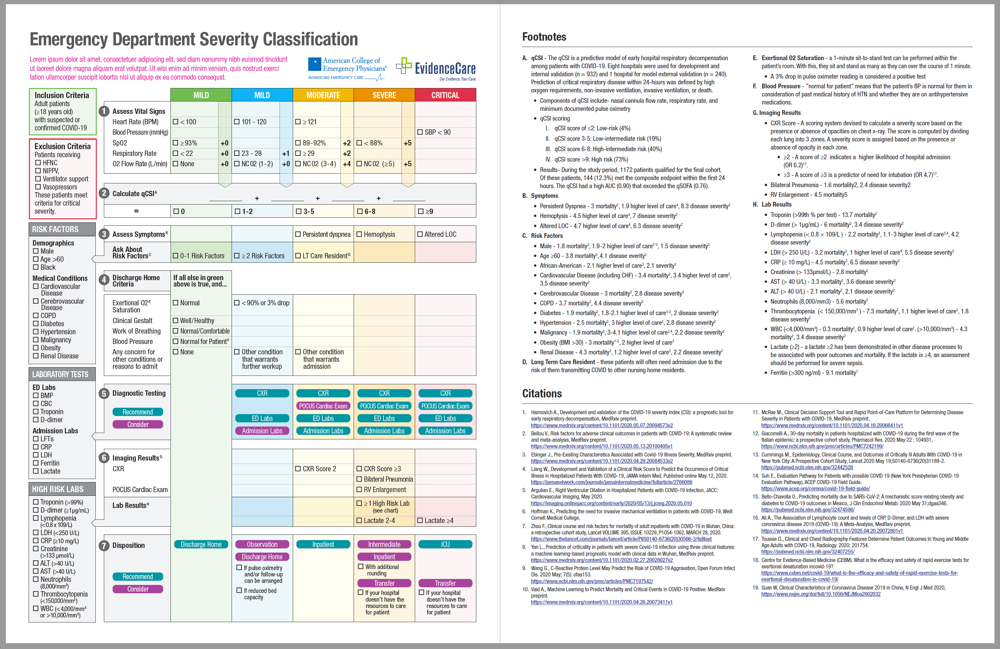 Emergency Department Severity Classification
Lorem ipsum dolor sit amet, consectetuer adipiscing elit, sed diam nonummy nibh euismod tincidunt
ut laoreet dolore magna aliquam erat volutpat. Ut wisi enim ad minim veniam, quis nostrud exerci
tation ullamcorper suscipit lobortis nisl ut aliquip ex ea commodo consequat.
American College of
Emergency Physicians®
ADVANCING EMERGENCY CARE
EvidenceCare
Our Evidence. Your Care.
Inclusion Criteria
Adult patients
(≥18 years old)
with suspected or
confirmed COVID-19
Exclusion Criteria
Patients receiving
HFNC
NIPPV,
Ventilator support
Vasopressors
These patients meet
criteria for critical
severity.
RISK FACTORS
Demographics
Male
Age >60
Black
Medical Conditions
Cardiovascular
Disease
Cerebrovascular
Disease
COPD
Diabetes
Hypertension
Malignancy
Obesity
Renal Disease
LABORATORY TESTS
ED Labs
BMP
CBC
Troponin
D-dimer
Admission Labs
LFTs
CRP
LDH
Ferritin
Lactate
HIGH RISK LABS
Troponin (>99%)
D-dimer (≥1µg/mL)
Lymphopenia
(<0.8 x 109/L)
LDH (<250 U/L)
CRP (≥10 mg/L)
Creatinine
(>133 µmol/L)
ALT (>40 U/L)
AST (>40 U/L)
Neutrophils
(8,000/mm³)
Thrombocytopenia
(<150,000/mm³)
WBC (<4,000/mm³
or >10,000/mm³)
MILD MILD MODERATE SEVERE CRITICAL
1 Assess Vital Signs
Heart Rate (BPM) < 100 101 - 120 ≥121
Blood Pressure (mmHg) SBP < 90
SpO2 ≥93% +0 89-92% +2 < 88% +5
Respiratory Rate < 22 +0 23 - 28 +1 ≥29 +2
O2 Flow Rate (L/min) None +0 NC 02 (1-2) +0 NC 02 (3-4) +4 NC 02 (≥5) +5
2 Calculate qCSI A
+ + +
= 0 1-2 3-5 6-8 ≥9
3 Assess Symptoms B Persistent dyspnea Hemoptysis Altered LOC
Ask About
Risk Factors C 0-1 Risk Factors ≥ 2 Risk Factors LT Care Resident D
4 Discharge Home
Criteria
If all else in green
above is true, and...
Exertional O2 E
Saturation
Normal < 90% or 3% drop
Clinical Gestalt Well/Healthy
Work of Breathing Normal/Comfortable
Blood Pressure Normal for Patient F
Any concern for
other conditions or
reasons to admit
None
Other condition
that warrants
further workup
Other condition
that warrants
admission
5 Diagnostic Testing
Recommend
Consider
CXR CXR CXR CXR
POCUS Cardiac Exam POCUS Cardiac Exam POCUS Cardiac Exam
ED Labs ED Labs ED Labs ED Labs
Admission Labs Admission Labs Admission Labs Admission Labs
6 Imaging Results G
CXR CXR Score 2 CXR Score ≥3
Bilateral Pneumonia
POCUS Cardiac Exam RV Enlargement
Lab Results H ≥ 1 High Risk Lab
(see chart)
Lactate 2-4 Lactate ≥4
7 Disposition
Recommend
Consider
Discharge Home
Observation
Discharge Home
If pulse oximetry
and/or follow-up
can be arranged
If reduced bed
capacity
Inpatient
Intermediate
Inpatient
With additional
rounding
Transfer
If your hospital
doesn't have the
resources to care
for patient
ICU
Transfer
If your hospital
doesn't have the
resources to care
for patient
Footnotes
A. qCSI - The qCSI is a predictive model of early hospital respiratory decompensation
among patients with COVID-19. Eight hospitals were used for development and
internal validation (n = 932) and 1 hospital for model external validation (n = 240).
Prediction of critical respiratory disease within 24-hours was defined by high
oxygen requirements, non-invasive ventilation, invasive ventilation, or death.
• Components of qCSI include- nasal cannula flow rate, respiratory rate, and
minimum documented pulse oximetry
• qCSI scoring
I. qCSI score of ≤2: Low-risk (4%)
II. qCSI score 3-5: Low-intermediate risk (19%)
III. qCSI score 6-8: High-intermediate risk (40%)
IV. qCSI score >9: High risk (73%)
• Results- During the study period, 1172 patients qualified for the final cohort.
Of these patients, 144 (12.3%) met the composite endpoint within the first 24
hours. The qCSI had a high AUC (0.90) that exceeded the qSOFA (0.76).
B. Symptoms
• Persistent Dyspnea - 3 mortality², 1.9 higher level of care⁴, 8.3 disease severity²
• Hemoptysis - 4.5 higher level of care⁴, 7 disease severity²
• Altered LOC - 4.7 higher level of care⁴, 6.3 disease severity²
C. Risk Factors
• Male - 1.8 mortality², 1.9-2 higher level of care²⁻³, 1.5 disease severity²
• Age ≥60 - 3.8 mortality², 4.1 disease everity²
• African-American - 2.1 higher level of care³, 2.1 severity³
• Cardiovascular Disease (including CHF) - 3.4 mortality², 3.4 higher level of care²,
3.5 disease severity²
• Cerebrovascular Disease - 3 mortality², 2.8 disease severity²
• COPD - 3.7 mortality², 4.4 disease severity²
• Diabetes - 1.9 mortality², 1.8-2.1 higher level of care³⁻², 2 disease severity²
• Hypertension - 2.5 mortality², 3 higher level of care², 2.8 disease severity²
• Malignancy - 1.9 mortality², 3-4.1 higher level of care²,⁴, 2.2 disease severity²
• Obesity (BMI >30) - 3 mortality¹⁻², 2 higher level of care³
• Renal Disease - 4.3 mortality², 1.2 higher level of care², 2.2 disease severity²
D. Long Term Care Resident - these patients will often need admission due to the
risk of them transmitting COVID to other nursing home residents.
E. Exertional O2 Saturation - a 1-minute sit-to-stand test can be performed within the
patient's room. With this, they sit and stand as many as they can over the course of 1 minute.
• A 3% drop in pulse oximeter reading is considered a positive test
F. Blood Pressure - "normal for patient" means that the patient's BP is normal for them in
consideration of past medical history of HTN and whether they are on antihypertensive
medications.
G. Imaging Results
• CXR Score - A scoring system devised to calculate a severity score based on the
presence or absence of opacities on chest x-ray. The score is computed by dividing
each lung into 3 zones. A severity score is assigned based on the presence or
absence of opacity in each zone.
• ≥2 - A score of ≥2 indicates a higher likelihood of hospital admission
(OR 6.2)¹⁷.
• ≥3 - A score of ≥3 is a predictor of need for intubation (OR 4.7)¹⁷.
• Bilateral Pneumonia - 1.6 mortality2, 2.4 disease severity2
• RV Enlargement - 4.5 mortality5
H. Lab Results
• Troponin (>99th % per test) - 13.7 mortality²
• D-dimer (> 1µg/mL) - 6 mortality², 3.4 disease severity²
• Lymphopenia (< 0.8 × 109/L ) - 2.2 mortality², 1.1-3 higher level of care²,⁴, 4.2
disease severity²
• LDH (> 250 U/L) - 3.2 mortality², 1 higher level of care⁴, 5.5 disease severity²
• CRP (≥ 10 mg/L) - 4.5 mortality², 6.5 disease severity²
• Creatinine (> 133µmol/L) - 2.8 mortality²
• AST (> 40 U/L) - 3.3 mortality², 3.6 disease severity²
• ALT (> 40 U/L) - 2.1 mortality², 2.1 disease severity²
• Neutrophils (8,000/mm3) - 5.6 mortality²
• Thrombocytopenia (< 150,000/mm³ ) - 7.3 mortality², 1.1 higher level of care², 1.8
disease severity²
• WBC (<4,000/mm³) - 0.3 mortality², 0.9 higher level of care². (>10,000/mm³) - 4.3
mortality², 3.4 disease severity²
• Lactate (≥2) - a lactate ≥2 has been demonstrated in other disease processes to
be associated with poor outcomes and mortality. If the lactate is ≥4, an assessment
should be performed for severe sepsis.
• Ferritin (>300 ng/ml) - 9.1 mortality⁷
Citations
1. Haimovich A., Development and validation of the COVID-19 severity index (CSI): a prognostic tool for
early respiratory decompensation, MedRxiv preprint.
https://www.medrxiv.org/content/10.1101/2020.05.07.20094573v2
2. Bellou V., Risk factors for adverse clinical outcomes in patients with COVID-19: A systematic review
and meta-analysis, MedRxiv preprint.
https://www.medrxiv.org/content/10.1101/2020.05.13.20100495v1
3. Ebinger J., Pre-Existing Characteristics Associated with Covid-19 Illness Severity, MedRxiv preprint.
https://www.medrxiv.org/content/10.1101/2020.04.29.20084533v2
4. Liang W., Development and Validation of a Clinical Risk Score to Predict the Occurrence of Critical
Illness in Hospitalized Patients With COVID-19, JAMA Intern Med. Published online May 12, 2020.
https://jamanetwork.com/journals/jamainternalmedicine/fullarticle/2766086
5. Argulian E., Right Ventricular Dilation in Hospitalized Patients with COVID-19 Infection, JACC:
Cardiovascular Imaging, May 2020.
https://imaging.onlinejacc.org/content/early/2020/05/13/j.jcmg.2020.05.010
6. Hoffman K., Predicting the need for invasive mechanical ventilation in patients with COVID-19, Weill
Cornell Medical College.
7. Zhou F., Clinical course and risk factors for mortality of adult inpatients with COVID-19 in Wuhan, China:
a retrospective cohort study, Lancet VOLUME 395, ISSUE 10229, P1054-1062, MARCH 28, 2020.
https://www.thelancet.com/journals/lancet/article/PIIS0140-6736(20)30566-3/fulltext
8. Yan L., Prediction of criticality in patients with severe Covid-19 infection using three clinical features:
a machine learning-based prognostic model with clinical data in Wuhan, MedRxiv preprint.
https://www.medrxiv.org/content/10.1101/2020.02.27.20028027v2
9. Wang G., C-Reactive Protein Level May Predict the Risk of COVID-19 Aggravation, Open Forum Infect
Dis. 2020 May; 7(5): ofaa153.
https://www.ncbi.nlm.nih.gov/pmc/articles/PMC7197542/
10. Vaid A., Machine Learning to Predict Mortality and Critical Events in COVID-19 Positive. MedRxiv
preprint.
https://www.medrxiv.org/content/10.1101/2020.04.26.20073411v1
11. McRae M., Clinical Decision Support Tool and Rapid Point-of-Care Platform for Determining Disease
Severity in Patients with COVID-19, MedRxiv preprint.
https://www.medrxiv.org/content/10.1101/2020.04.16.20068411v1
12. Giacomelli A., 30-day mortality in patients hospitalized with COVID-19 during the first wave of the
Italian epidemic: a prospective cohort study, Pharmacol Res. 2020 May 22 : 104931,
https://www.ncbi.nlm.nih.gov/pmc/articles/PMC7242199/
13. Cummings M., Epidemiology, Clinical Course, and Outcomes of Critically Ill Adults With COVID-19 in
New York City: A Prospective Cohort Study, Lancet.2020 May 19;S0140-6736(20)31189-2.
https://pubmed.ncbi.nlm.nih.gov/32442528
14. Suh E., Evaluation Pathway for Patients with possible COVID 19 (New York Presbyterian COVID-19
Evaluation Pathway), ACEP COVID-19 Field Guide.
https://www.acep.org/corona/covid-19-field-guide/
15. Bello-Chavolla O., Predicting mortality due to SARS-CoV-2: A mechanistic score relating obesity and
diabetes to COVID-19 outcomes in Mexico, J Clin Endocrinol Metab. 2020 May 31;dgaa346.
https://pubmed.ncbi.nlm.nih.gov/32474598/
16. Ali A., The Association of Lymphocyte count and levels of CRP, D-Dimer, and LDH with severe
coronavirus disease 2019 (COVID-19): A Meta-Analysis, MedRxiv preprint.
https://www.medrxiv.org/content/10.1101/2020.04.20.20072801v1
17. Toussie D., Clinical and Chest Radiography Features Determine Patient Outcomes In Young and Middle
Age Adults with COVID-19, Radiology. 2020; 201754.
https://pubmed.ncbi.nlm.nih.gov/32407255/
18. Centre for Evidence-Based Medicine (CEBM). What is the efficacy and safety of rapid exercise tests for
exertional desaturation incovid-19?
https://www.cebm.net/covid-19/what-is-the-efficacy-and-safety-of-rapid-exercise-tests-for-
exertional-desaturation-in-covid-19/
19. Guan W, Clinical Characteristics of Coronavirus Disease 2019 in China, N Engl J Med 2020,
https://www.nejm.org/doi/full/10.1056/NEJMoa2002032